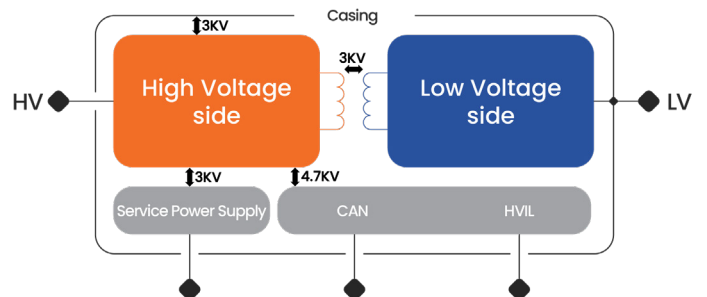 Casing
3KV
3KV
High Voltage
side
Low Voltage
side
HV
LV
3KV
4.7KV
Service Power Supply
CAN
HVIL